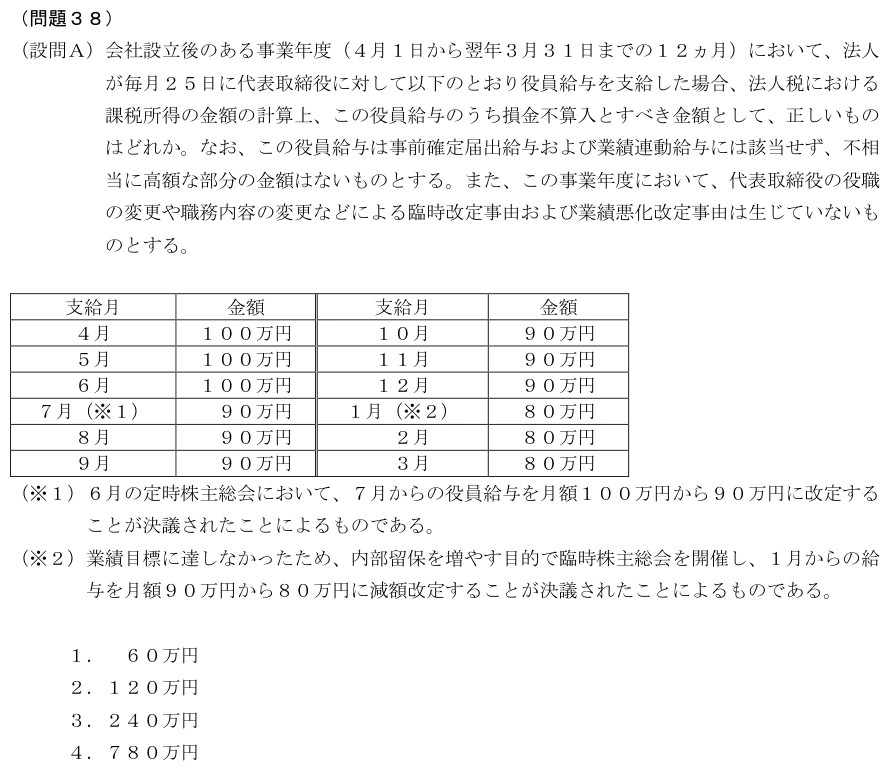 （問題３８）
（設問Ａ）会社設立後のある事業年度（４月１日から翌年３月３１日までの１２ヵ月）において、法人
が毎月２５日に代表取締役に対して以下のとおり役員給与を支給した場合、法人税における
課税所得の金額の計算上、この役員給与のうち損金不算入とすべき金額として、正しいもの
はどれか。なお、この役員給与は事前確定届出給与および業績連動給与には該当せず、不相
当に高額な部分の金額はないものとする。また、この事業年度において、代表取締役の役職
の変更や職務内容の変更などによる臨時改定事由および業績悪化改定事由は生じていないも
のとする。
支給月 金額 支給月 金額
４月 １００万円 １０月 ９０万円
５月 １００万円 １１月 ９０万円
６月 １００万円 １２月 ９０万円
７月（※１） ９０万円 １月（※２） ８０万円
８月 ９０万円 ２月 ８０万円
９月 ９０万円 ３月 ８０万円
（※１）６月の定時株主総会において、７月からの役員給与を月額１００万円から９０万円に改定する
ことが決議されたことによるものである。
（※２）業績目標に達しなかったため、内部留保を増やす目的で臨時株主総会を開催し、１月からの給
与を月額９０万円から８０万円に減額改定することが決議されたことによるものである。
１．　６０万円
２．１２０万円
３．２４０万円
４．７８０万円